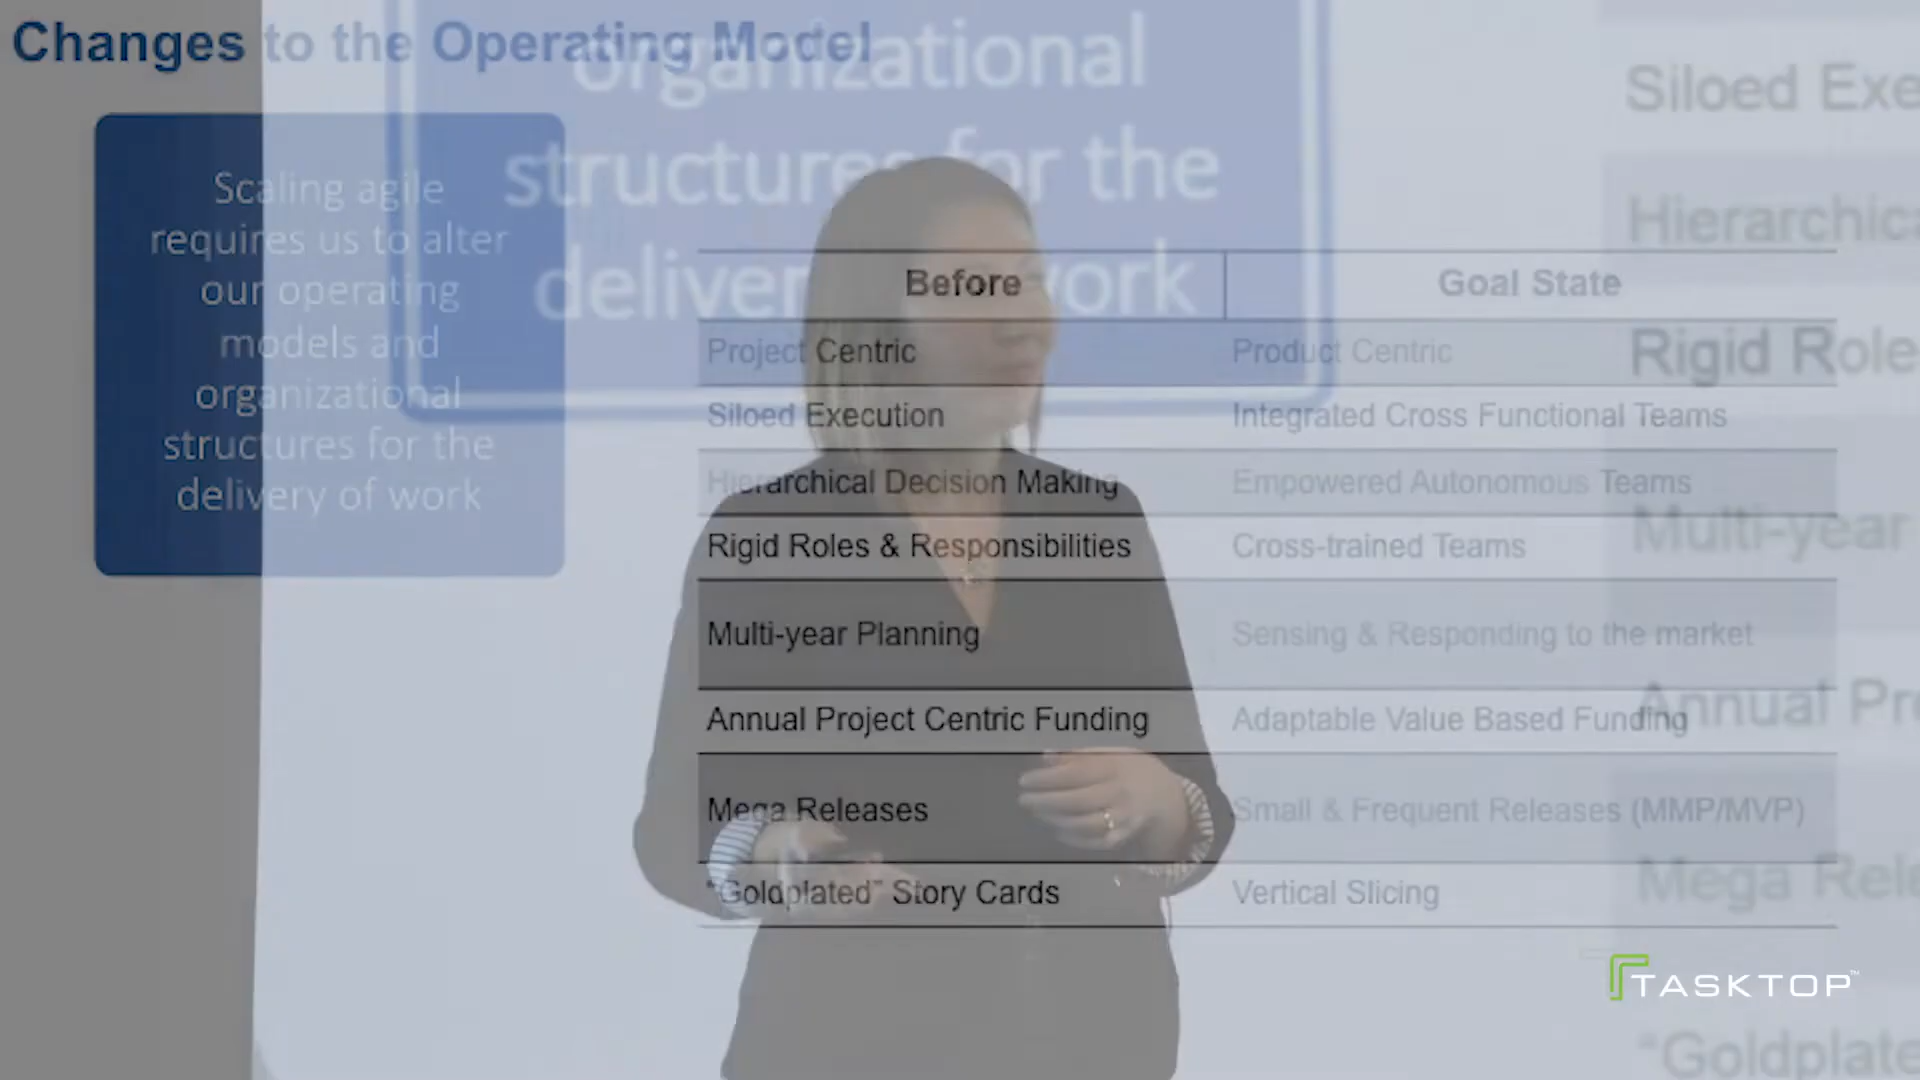 Changes to the Operating Model
Scaling agile
requires us to alter
our operating
models and
organizational
structures for the
delivery of work
organizational
structures for the
delivery work
Before Goal State
Project Centric Product Centric
Siloed Execution Integrated Cross Functional Teams
Hierarchical Decision Making Empowered Autonomous Teams
Rigid Roles & Responsibilities Cross-trained Teams
Multi-year Planning Sensing & Responding to the market
Annual Project Centric Funding Adaptable Value Based Funding
Mega Releases Small & Frequent Releases (MMP/MVP)
"Goldplated" Story Cards Vertical Slicing
Siloed Exe
Hierarchica
Rigid Role
Multi-year
Annual Pr
Mega Rele
"Goldplate
TASKTOP™